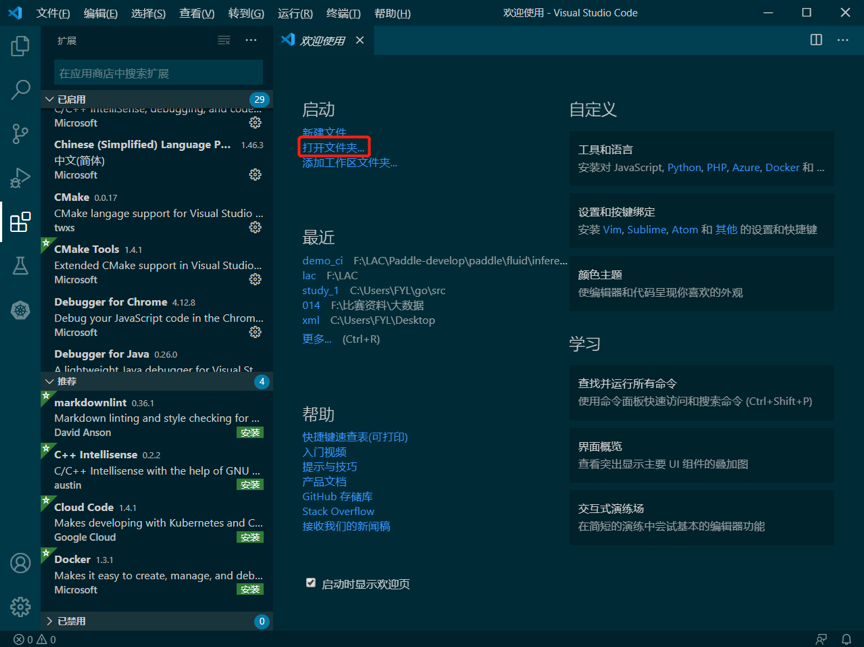 文件(F) 编辑(E) 选择(S) 查看(V) 转到(G) 运行(R) 终端(T) 帮助(H) 欢迎使用 - Visual Studio Code
扩展
在应用商店中搜索扩展
已启用 29
C/C++ IntelliSense, debugging, and code...
Microsoft
Chinese (Simplified) Language P... 1.46.3
中文(简体)
Microsoft
CMake 0.0.17
CMake langage support for Visual Studio ...
twxs
CMake Tools 1.4.1
Extended CMake support in Visual Studio...
Microsoft
Debugger for Chrome 4.12.8
Debug your JavaScript code in the Chrom...
Microsoft
Debugger for Java 0.26.0
A lightweight Java debugger for Visual St...
推荐 4
markdownlint 0.36.1
Markdown linting and style checking for ...
David Anson 安装
C++ Intellisense 0.2.2
C/C++ Intellisense with the help of GNU ...
austin 安装
Cloud Code 1.4.1
Makes developing with Kubernetes and C...
Google Cloud 安装
Docker 1.3.1
Makes it easy to create, manage, and deb...
Microsoft 安装
已禁用 0
欢迎使用
启动
新建文件
打开文件夹...
添加工作区文件夹...
最近
demo_ci F:\LAC\Paddle-develop\paddle\fluid\infere...
lac F:\LAC
study_1 C:\Users\FYL\go\src
014 F:\比赛资料\大数据
xml C:\Users\FYL\Desktop
更多... (Ctrl+R)
帮助
快捷键速查表(可打印)
入门视频
提示与技巧
产品文档
GitHub 存储库
Stack Overflow
接收我们的新闻稿
启动时显示欢迎页
自定义
工具和语言
安装对 JavaScript, Python, PHP, Azure, Docker 和 ...
设置和按键绑定
安装 Vim, Sublime, Atom 和 其他 的设置和快捷键
颜色主题
使编辑器和代码呈现你喜欢的外观
学习
查找并运行所有命令
使用命令面板快速访问和搜索命令 (Ctrl+Shift+P)
界面概览
查看突出显示主要 UI 组件的叠加图
交互式演练场
在简短的演练中尝试基本的编辑器功能
0 0